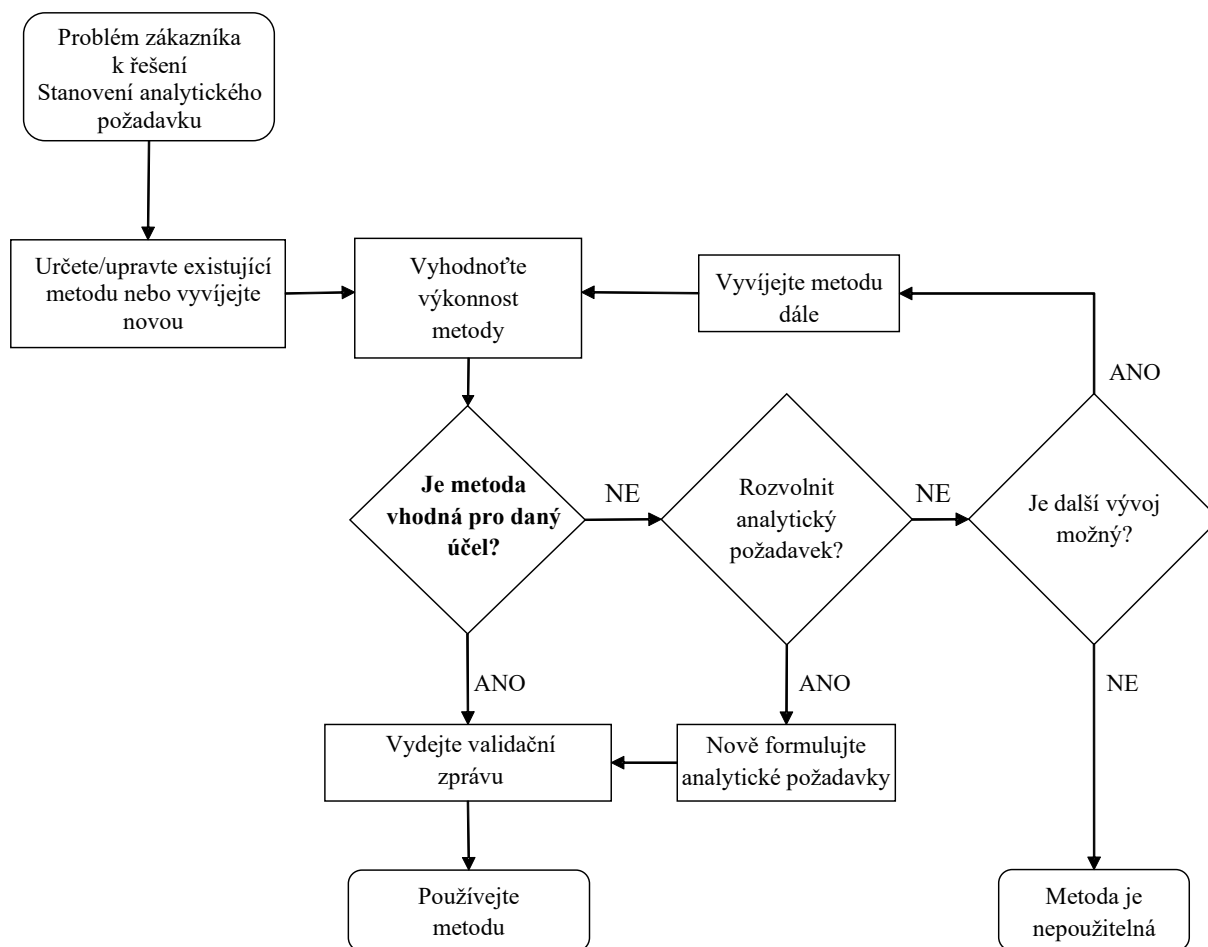 Problém zákazníka
k řešení
Stanovení analytického
požadavku
Určete/upravte existující
metodu nebo vyvíjejte
novou
Vyhodnoťte
výkonnost
metody
Vyvíjejte metodu
dále
ANO
Je metoda
vhodná pro daný
účel?
NE
Rozvolnit
analytický
požadavek?
NE
Je další vývoj
možný?
ANO
ANO
NE
Vydejte validační
zprávu
Nově formulujte
analytické požadavky
Používejte
metodu
Metoda je
nepoužitelná